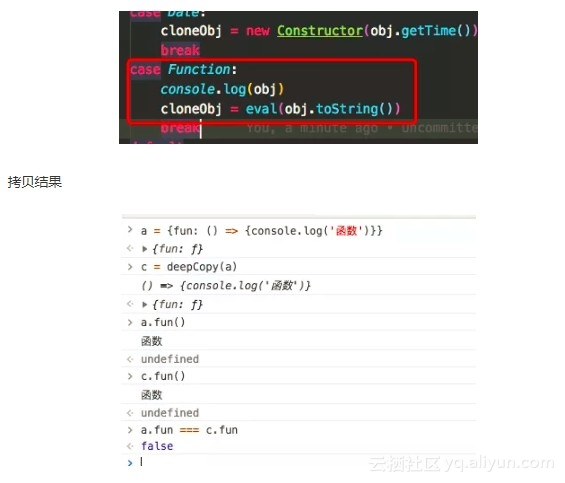 case Date:
cloneObj = new Constructor(obj.getTime())
break
case Function:
console.log(obj)
cloneObj = eval(obj.toString())
break You, a minute ago • uncommitte
拷贝结果
> a = {fun: () => {console.log('函数')}}
<· ▶ {fun: ƒ}
> c = deepCopy(a)
() => {console.log('函数')}
<· ▶ {fun: ƒ}
> a.fun()
函数
<· undefined
> c.fun()
函数
<· undefined
> a.fun === c.fun
<· false
>
云栖社区 yq.aliyun.com